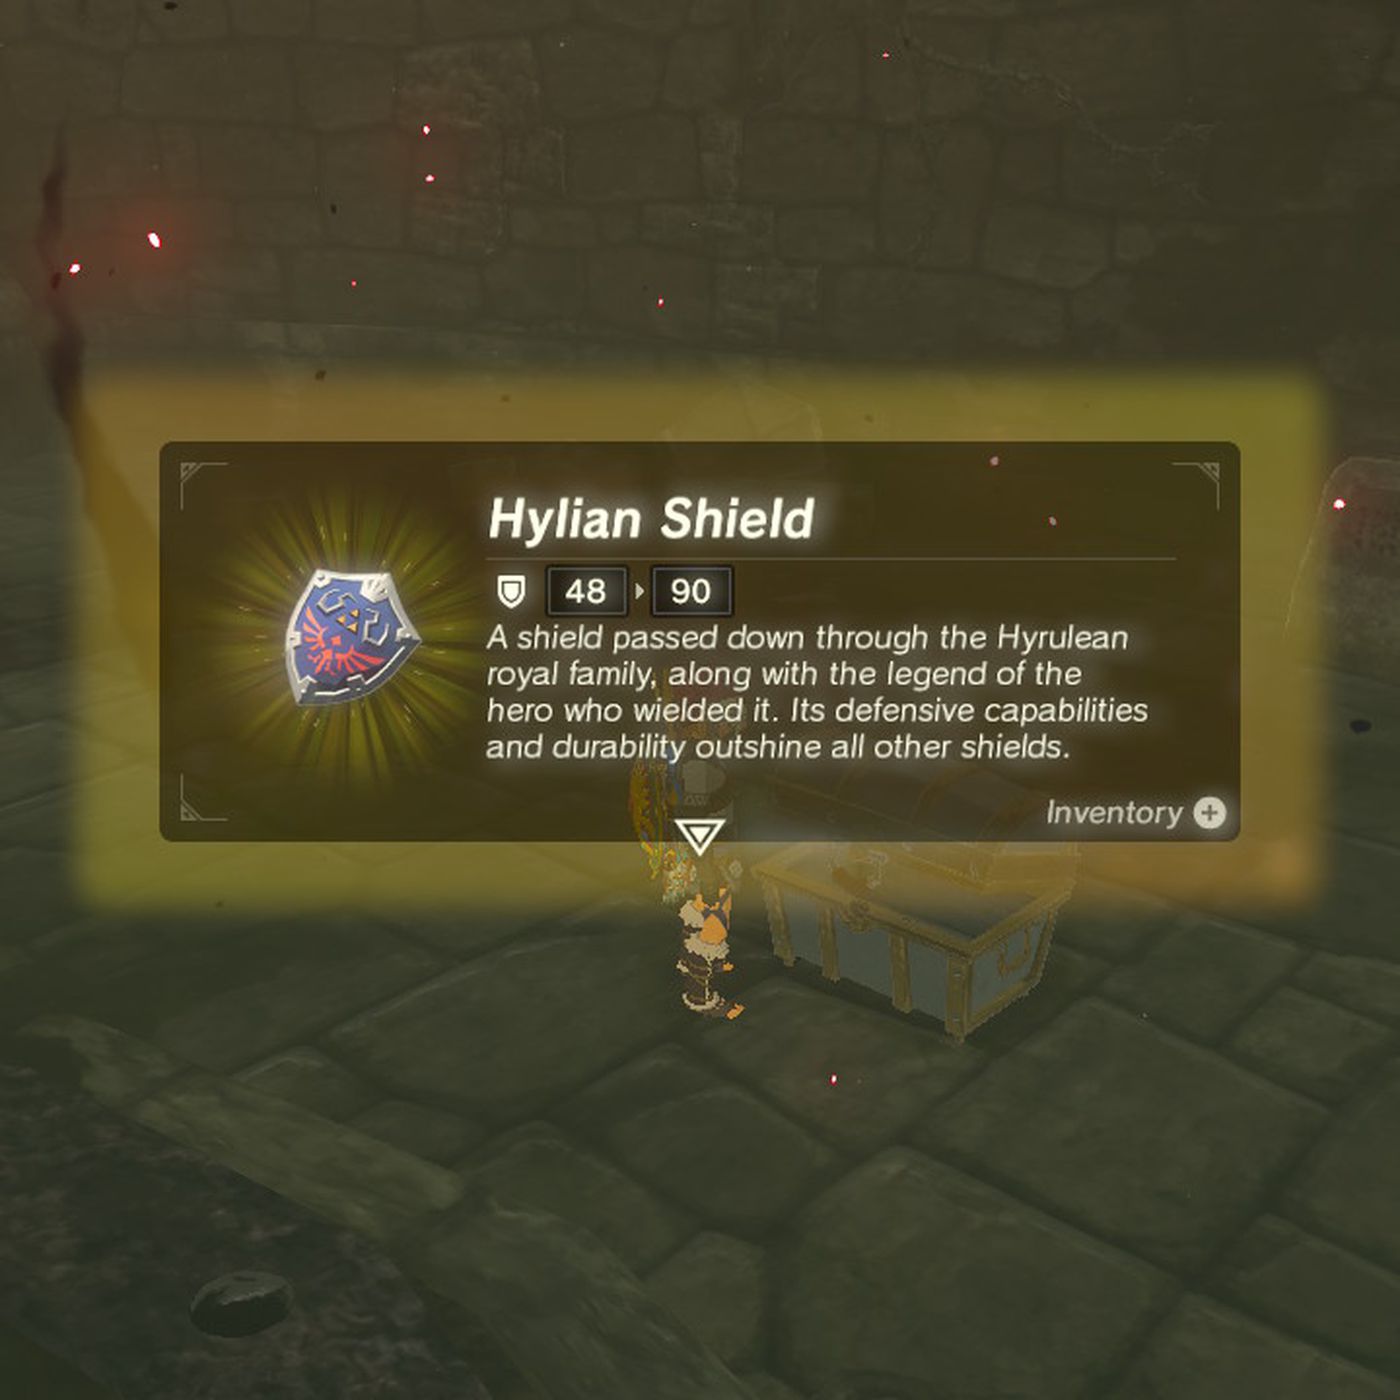 Hylian Shield
48 90
A shield passed down through the Hyrulean
royal family, along with the legend of the
hero who wielded it. Its defensive capabilities
and durability outshine all other shields.
Inventory